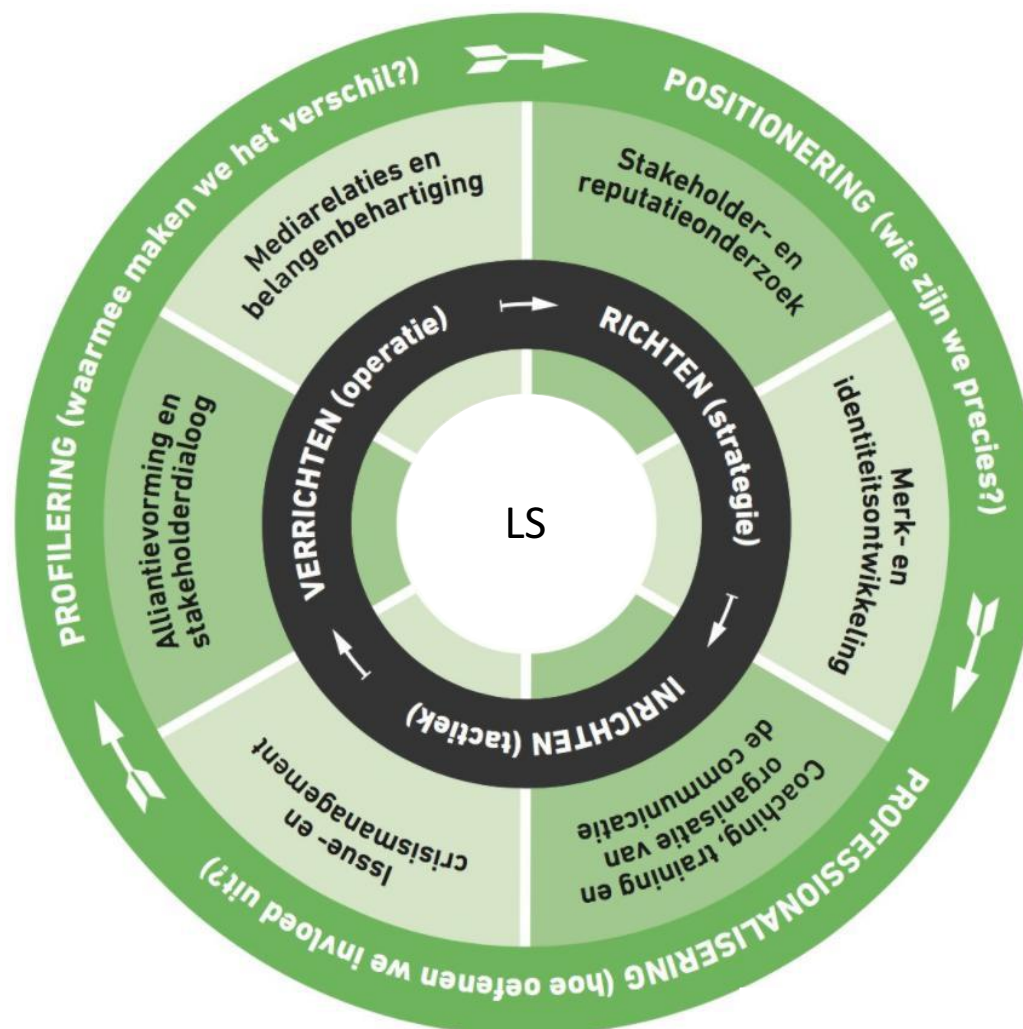 POSITIONERING (wie zijn we precies?)
PROFESSIONALISERING (hoe oefenen we invloed uit?)
PROFILERING (waarmee maken we het verschil?)
Stakeholder- en
reputatieonderzoek
Merk- en
identiteitsontwikkeling
Coaching, training en
organisatie van
de communicatie
Issue- en
crisismanagement
Alliantievorming en
stakeholderdialoog
Mediarelaties en
belangenbehartiging
RICHTEN (strategie)
INRICHTEN (tactiek)
VERRICHTEN (operatie)
LS